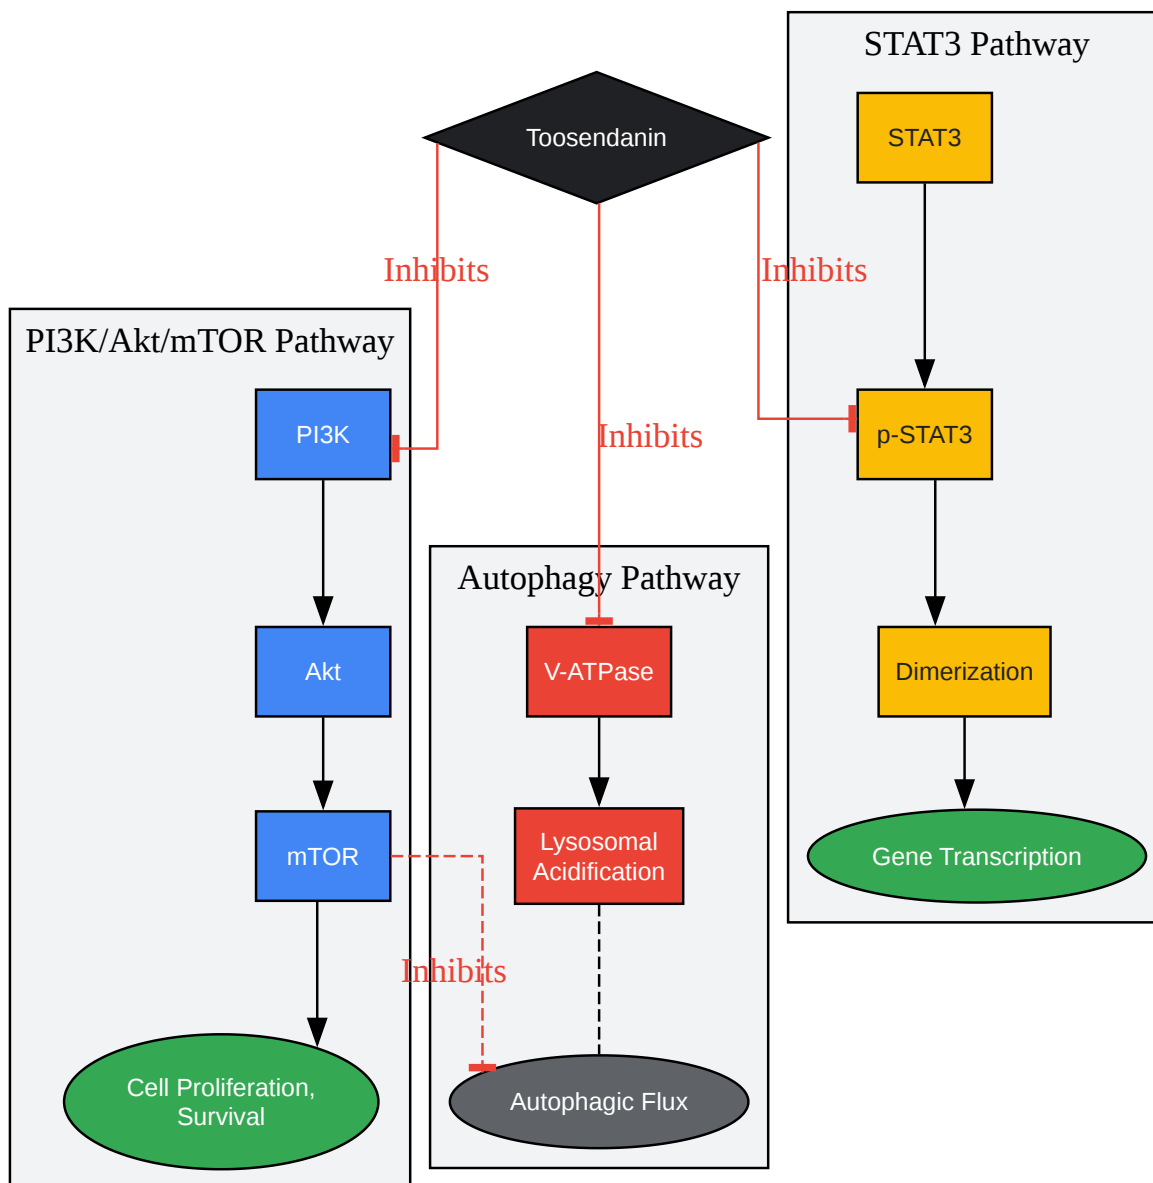 STAT3 Pathway
Toosendanin
STAT3
Inhibits
Inhibits
PI3K/Akt/mTOR Pathway
PI3K
Inhibits
p-STAT3
Autophagy Pathway
Akt
V-ATPase
Dimerization
mTOR
Lysosomal
Acidification
Gene Transcription
Inhibits
Cell Proliferation,
Survival
Autophagic Flux